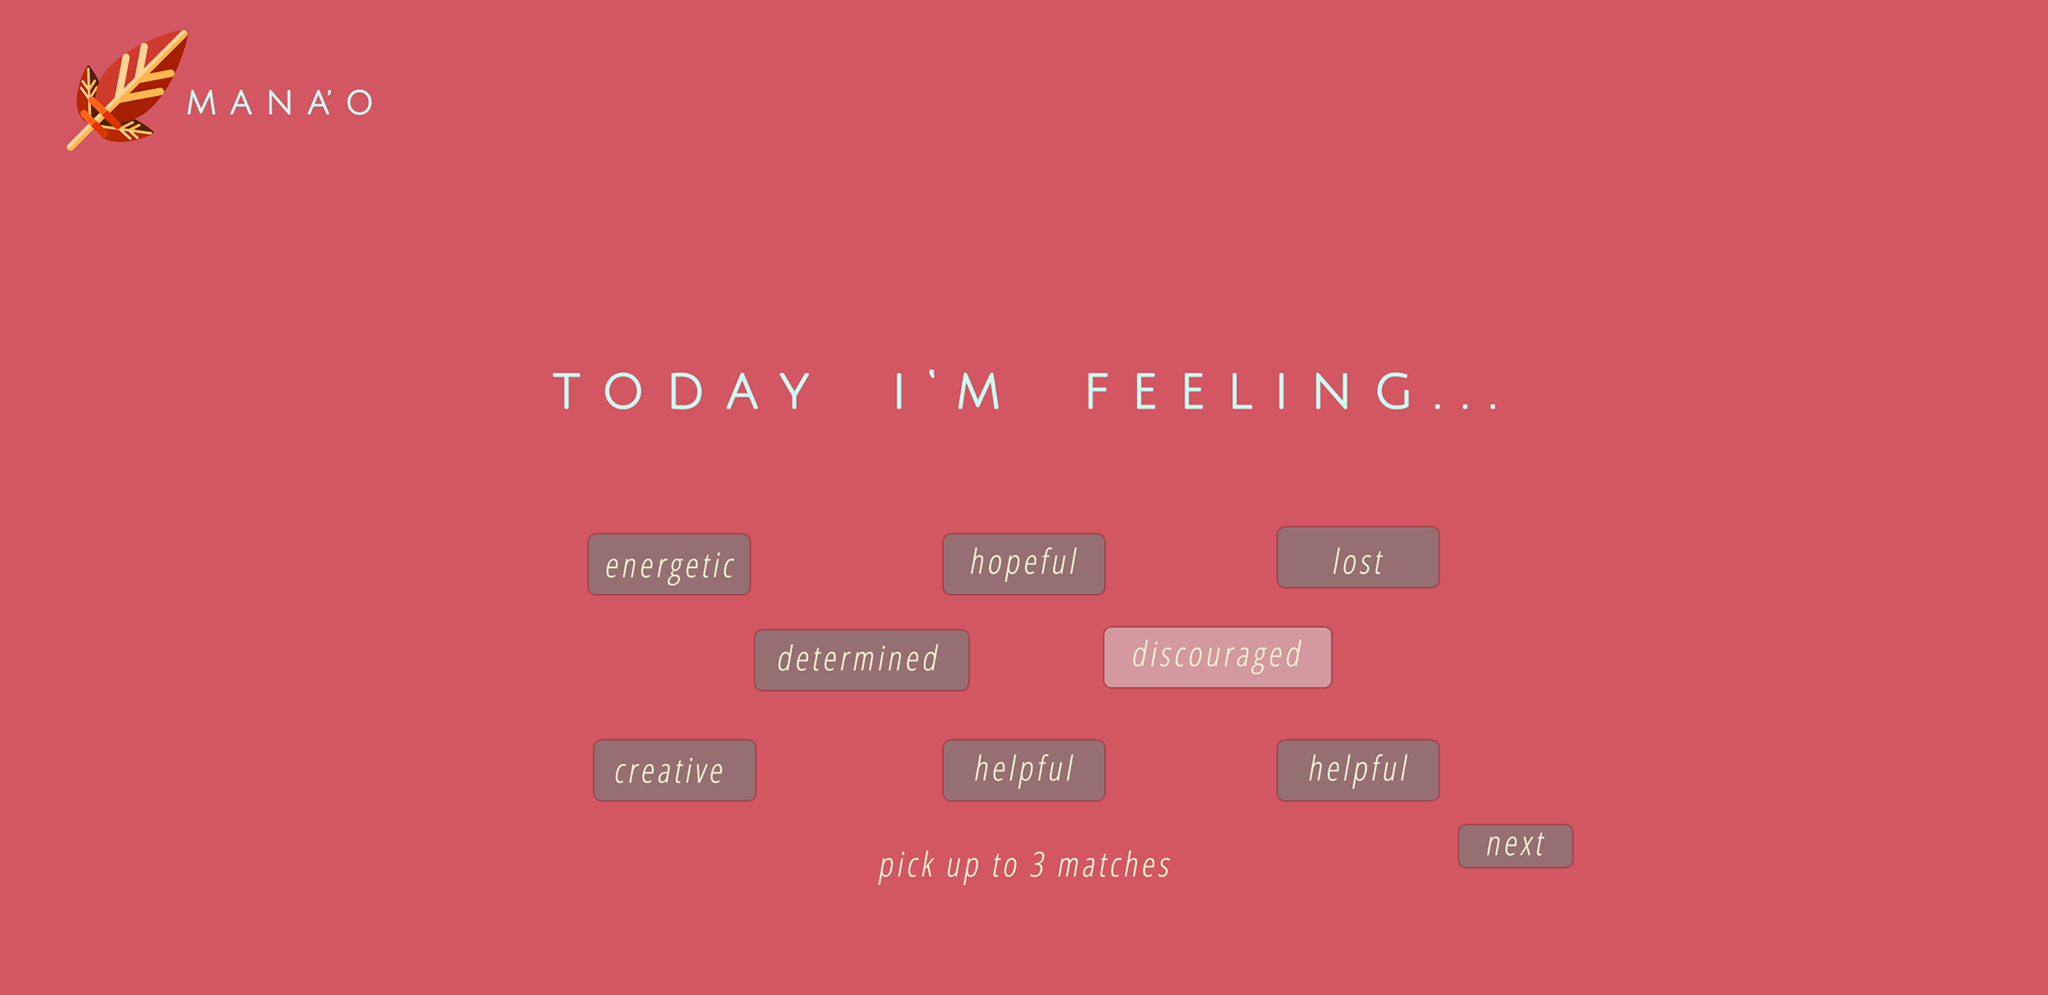 MANA'O
TODAY I'M FEELING...
energetic
hopeful
lost
determined
discouraged
creative
helpful
helpful
next
pick up to 3 matches